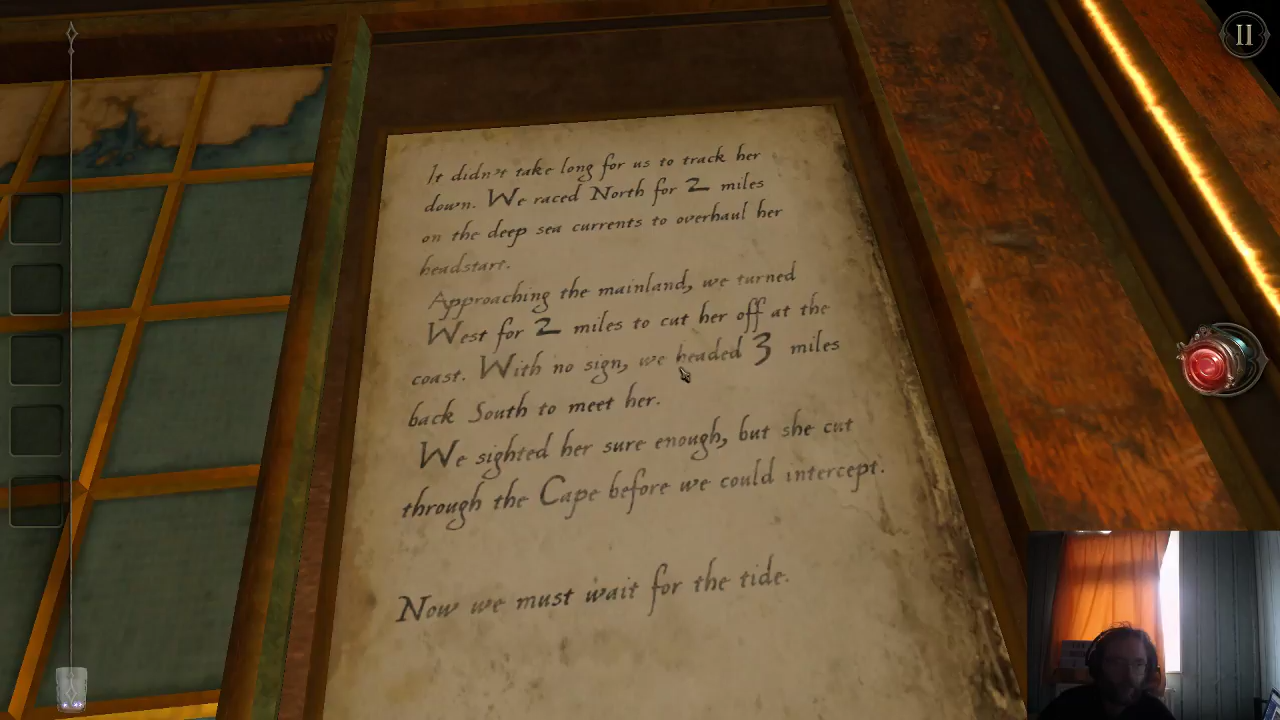 It didn't take long for us to track her
down. We raced North for 2 miles
on the deep sea currents to overhaul her
headstart.
Approaching the mainland, we turned
West for 2 miles to cut her off at the
coast. With no sign, we headed 3 miles
back South to meet her.
We sighted her sure enough, but she cut
through the Cape before we could intercept.
Now we must wait for the tide.